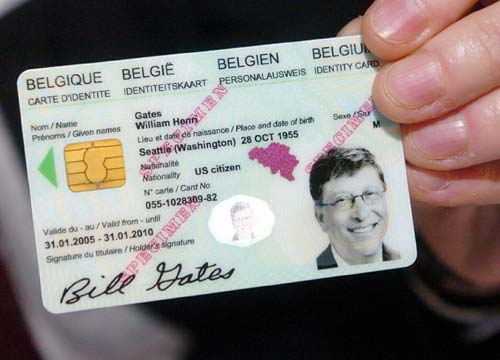 BELGIQUE BELGIË BELGIEN BELGIUM
CARTE D'IDENTITE IDENTITEITSKAART PERSONALAUSWEIS IDENTITY CARD
Nom / Name Gates
Prénoms / Given names William Henri
Lieu et date de naissance / Place and date of birth Sexe / Sex
Seattle (Washington) 28 OCT 1955 M
Nationalité
Nationality US citizen
N° carte / Card No
055-1028309-82
Valide du - au / Valid from - until
31.01.2005 - 31.01.2010
Signature du titulaire / Holder's signature
Bill Gates
SPECIMEN
SPECIMEN
SPECIMEN